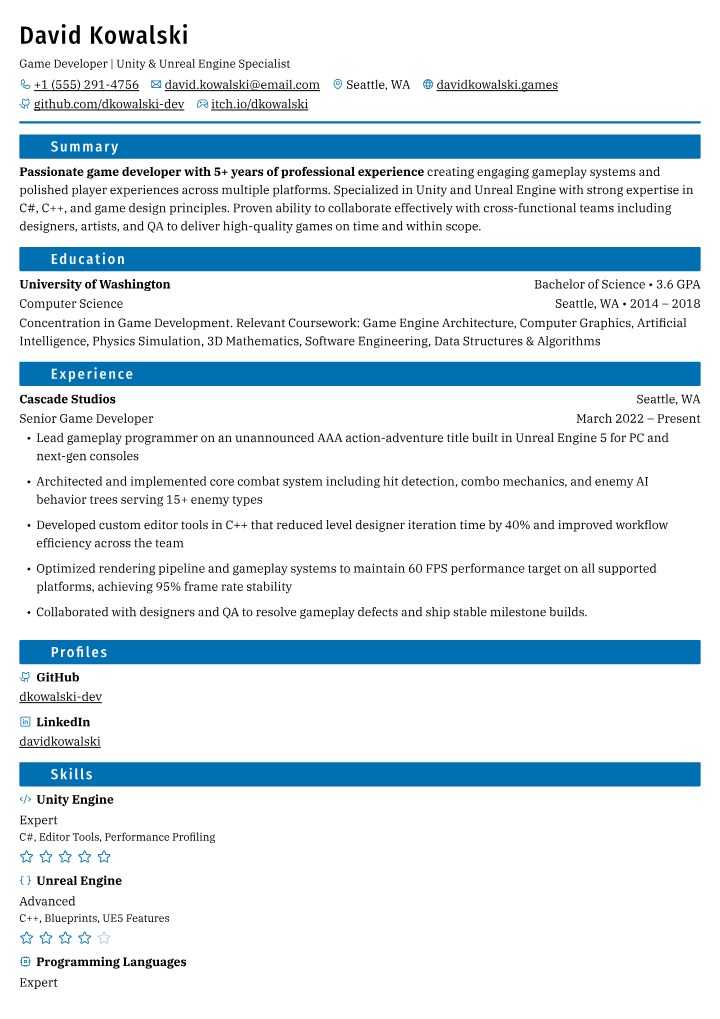 David Kowalski
Game Developer | Unity & Unreal Engine Specialist
+1 (555) 291-4756 david.kowalski@email.com Seattle, WA davidkowalski.games
github.com/dkowalski-dev itch.io/dkowalski
Summary
Passionate game developer with 5+ years of professional experience creating engaging gameplay systems and
polished player experiences across multiple platforms. Specialized in Unity and Unreal Engine with strong expertise in
C#, C++, and game design principles. Proven ability to collaborate effectively with cross-functional teams including
designers, artists, and QA to deliver high-quality games on time and within scope.
Education
University of Washington Bachelor of Science • 3.6 GPA
Computer Science Seattle, WA • 2014 – 2018
Concentration in Game Development. Relevant Coursework: Game Engine Architecture, Computer Graphics, Artificial
Intelligence, Physics Simulation, 3D Mathematics, Software Engineering, Data Structures & Algorithms
Experience
Cascade Studios Seattle, WA
Senior Game Developer March 2022 – Present
• Lead gameplay programmer on an unannounced AAA action-adventure title built in Unreal Engine 5 for PC and
next-gen consoles
• Architected and implemented core combat system including hit detection, combo mechanics, and enemy AI
behavior trees serving 15+ enemy types
• Developed custom editor tools in C++ that reduced level designer iteration time by 40% and improved workflow
efficiency across the team
• Optimized rendering pipeline and gameplay systems to maintain 60 FPS performance target on all supported
platforms, achieving 95% frame rate stability
• Collaborated with designers and QA to resolve gameplay defects and ship stable milestone builds.
Profiles
GitHub
dkowalski-dev
LinkedIn
davidkowalski
Skills
Unity Engine
Expert
C#, Editor Tools, Performance Profiling
Unreal Engine
Advanced
C++, Blueprints, UE5 Features
Programming Languages
Expert